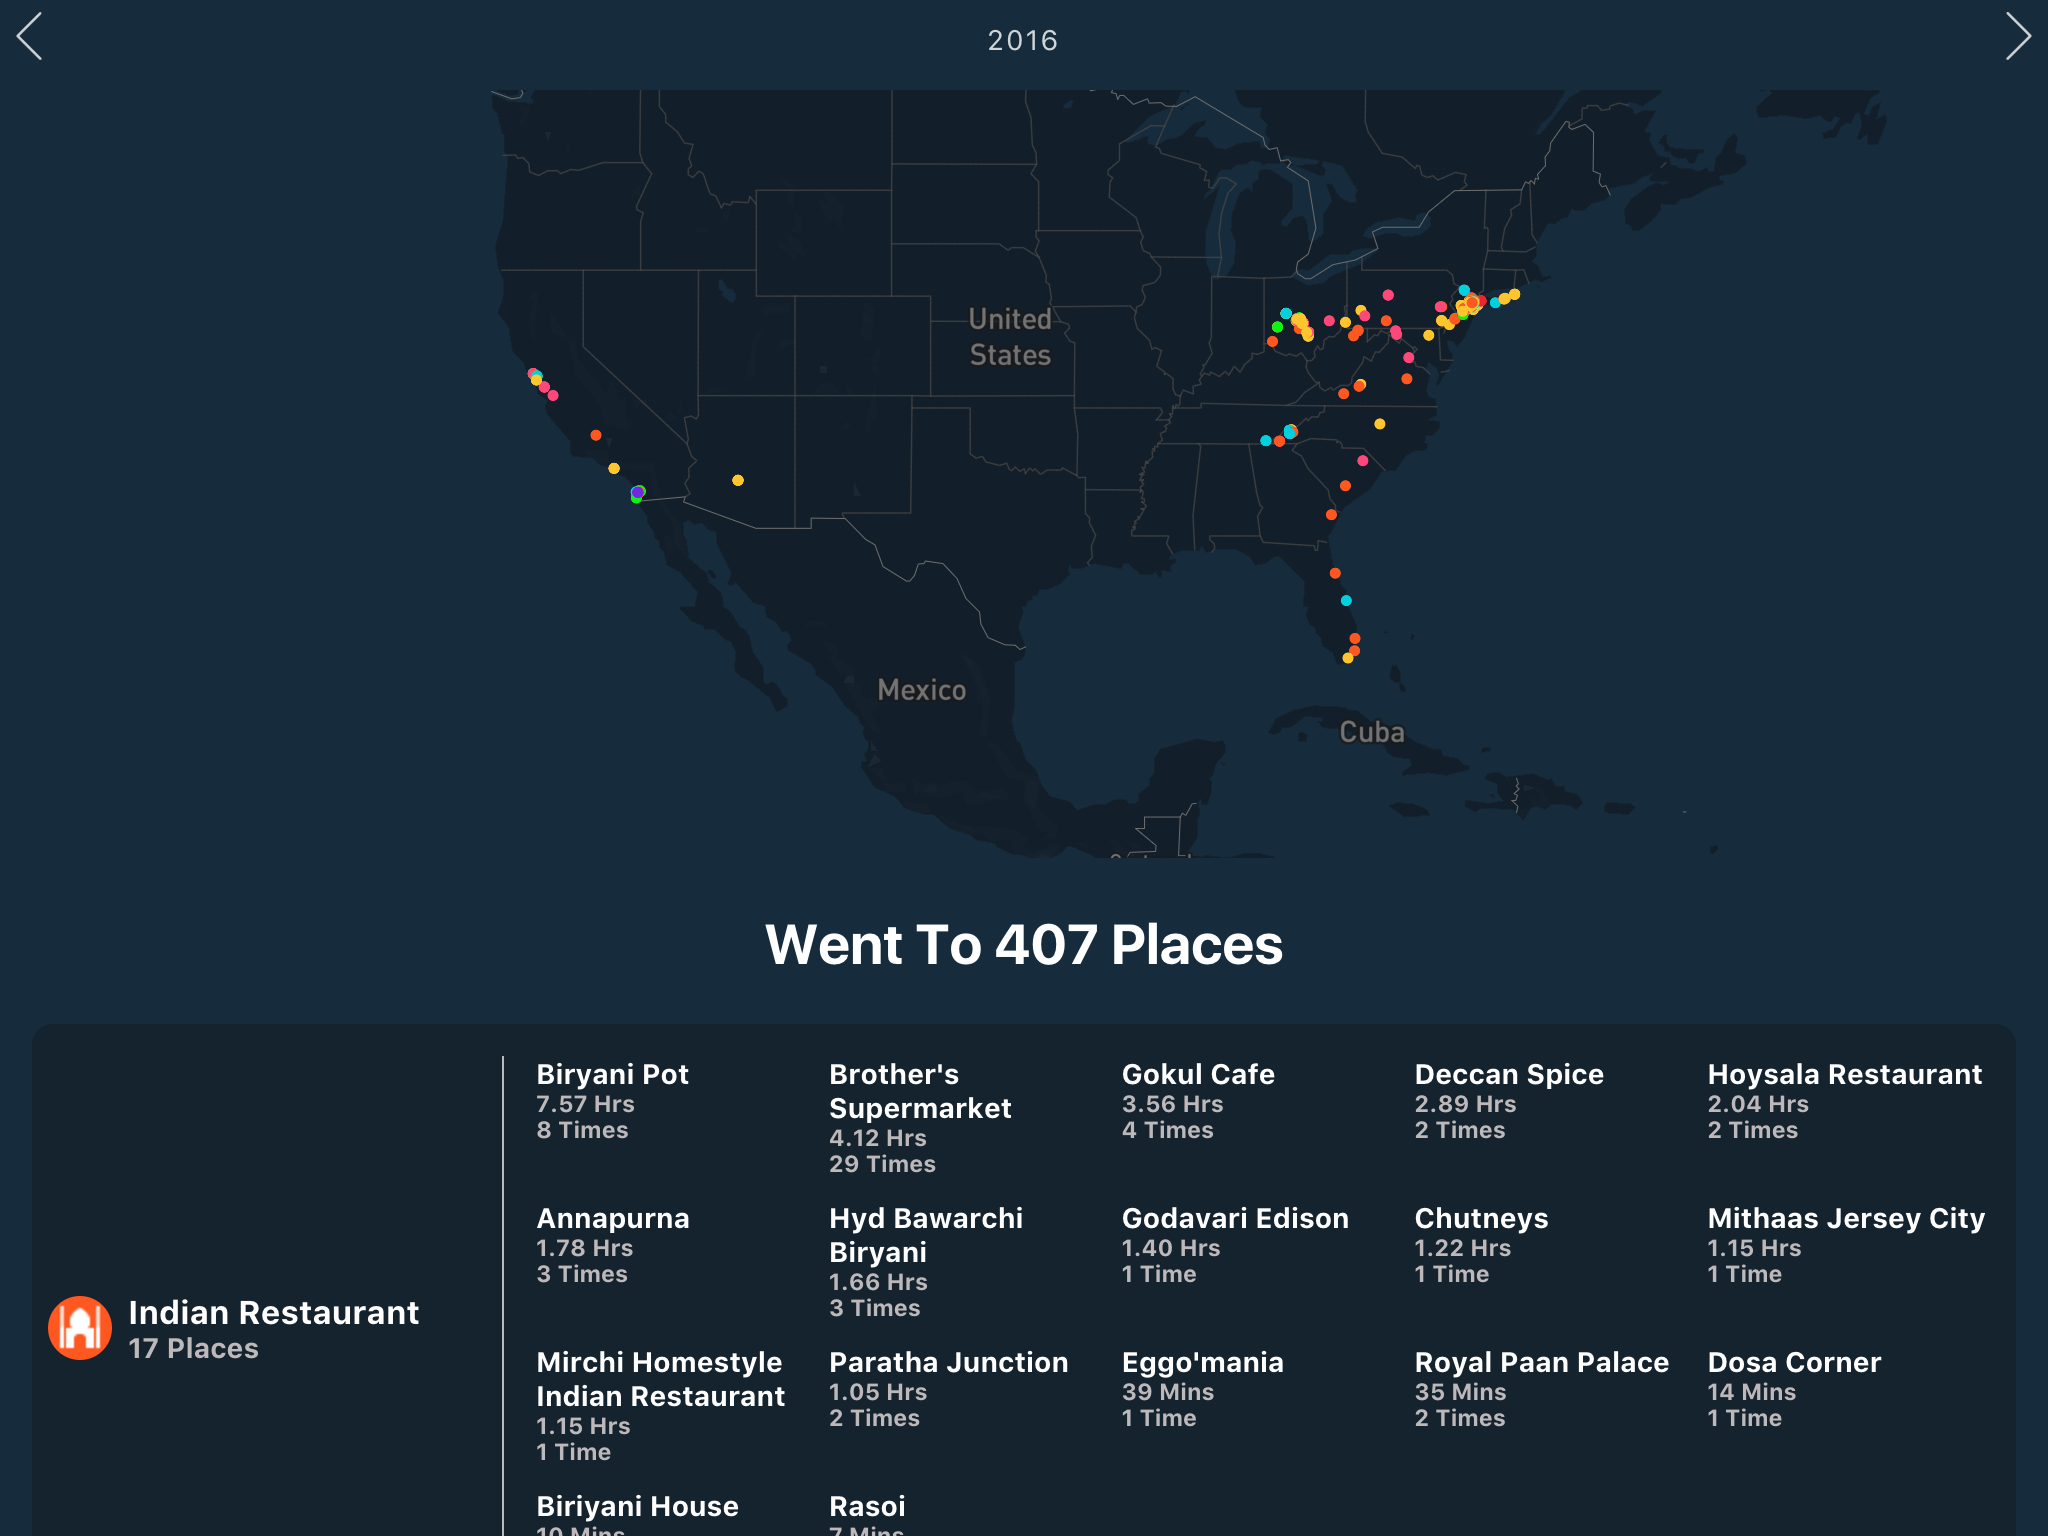 2016
United
States
Mexico
Cuba
Went To 407 Places
Indian Restaurant
17 Places
Biryani Pot
7.57 Hrs
8 Times
Brother's
Supermarket
4.12 Hrs
29 Times
Gokul Cafe
3.56 Hrs
4 Times
Deccan Spice
2.89 Hrs
2 Times
Hoysala Restaurant
2.04 Hrs
2 Times
Annapurna
1.78 Hrs
3 Times
Hyd Bawarchi
Biryani
1.66 Hrs
3 Times
Godavari Edison
1.40 Hrs
1 Time
Chutneys
1.22 Hrs
1 Time
Mithaas Jersey City
1.15 Hrs
1 Time
Mirchi Homestyle
Indian Restaurant
1.15 Hrs
1 Time
Paratha Junction
1.05 Hrs
2 Times
Eggo'mania
39 Mins
1 Time
Royal Paan Palace
35 Mins
2 Times
Dosa Corner
14 Mins
1 Time
Biriyani House
10 Mins
Rasoi
7 Mins